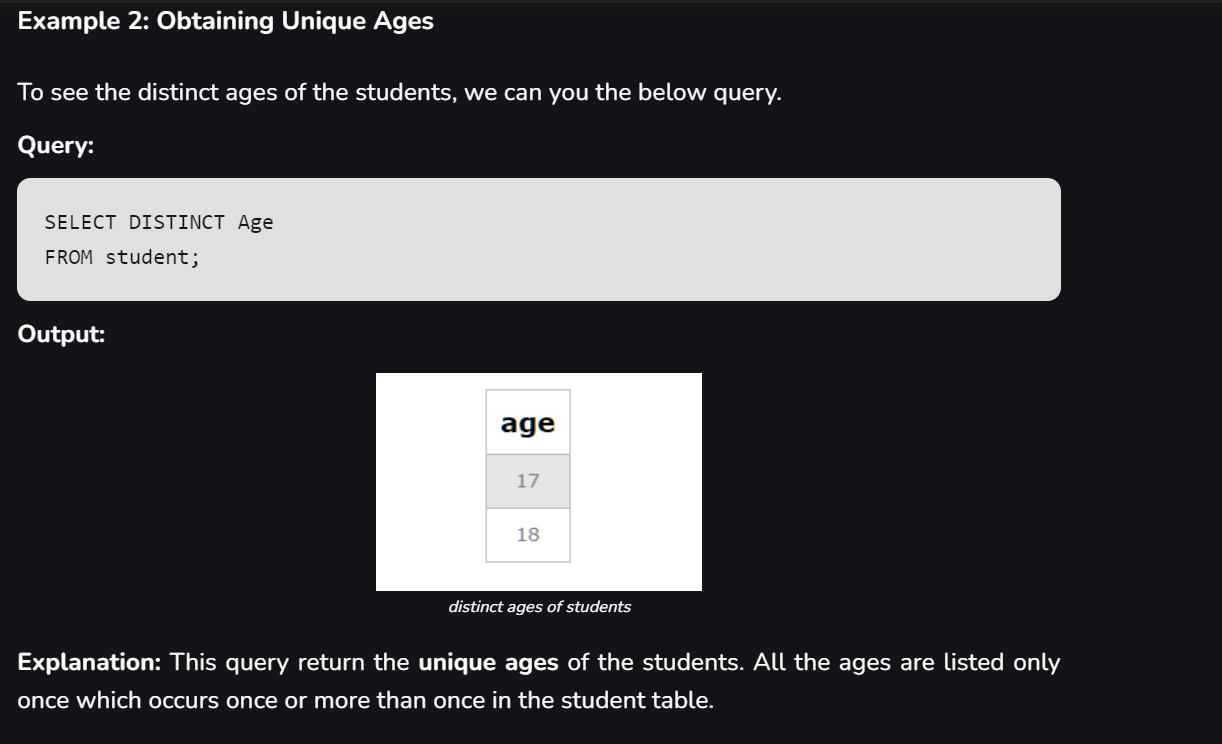 Example 2: Obtaining Unique Ages
To see the distinct ages of the students, we can you the below query.
Query:
SELECT DISTINCT Age
FROM student;
Output:
age
17
18
distinct ages of students
Explanation: This query return the unique ages of the students. All the ages are listed only
once which occurs once or more than once in the student table.